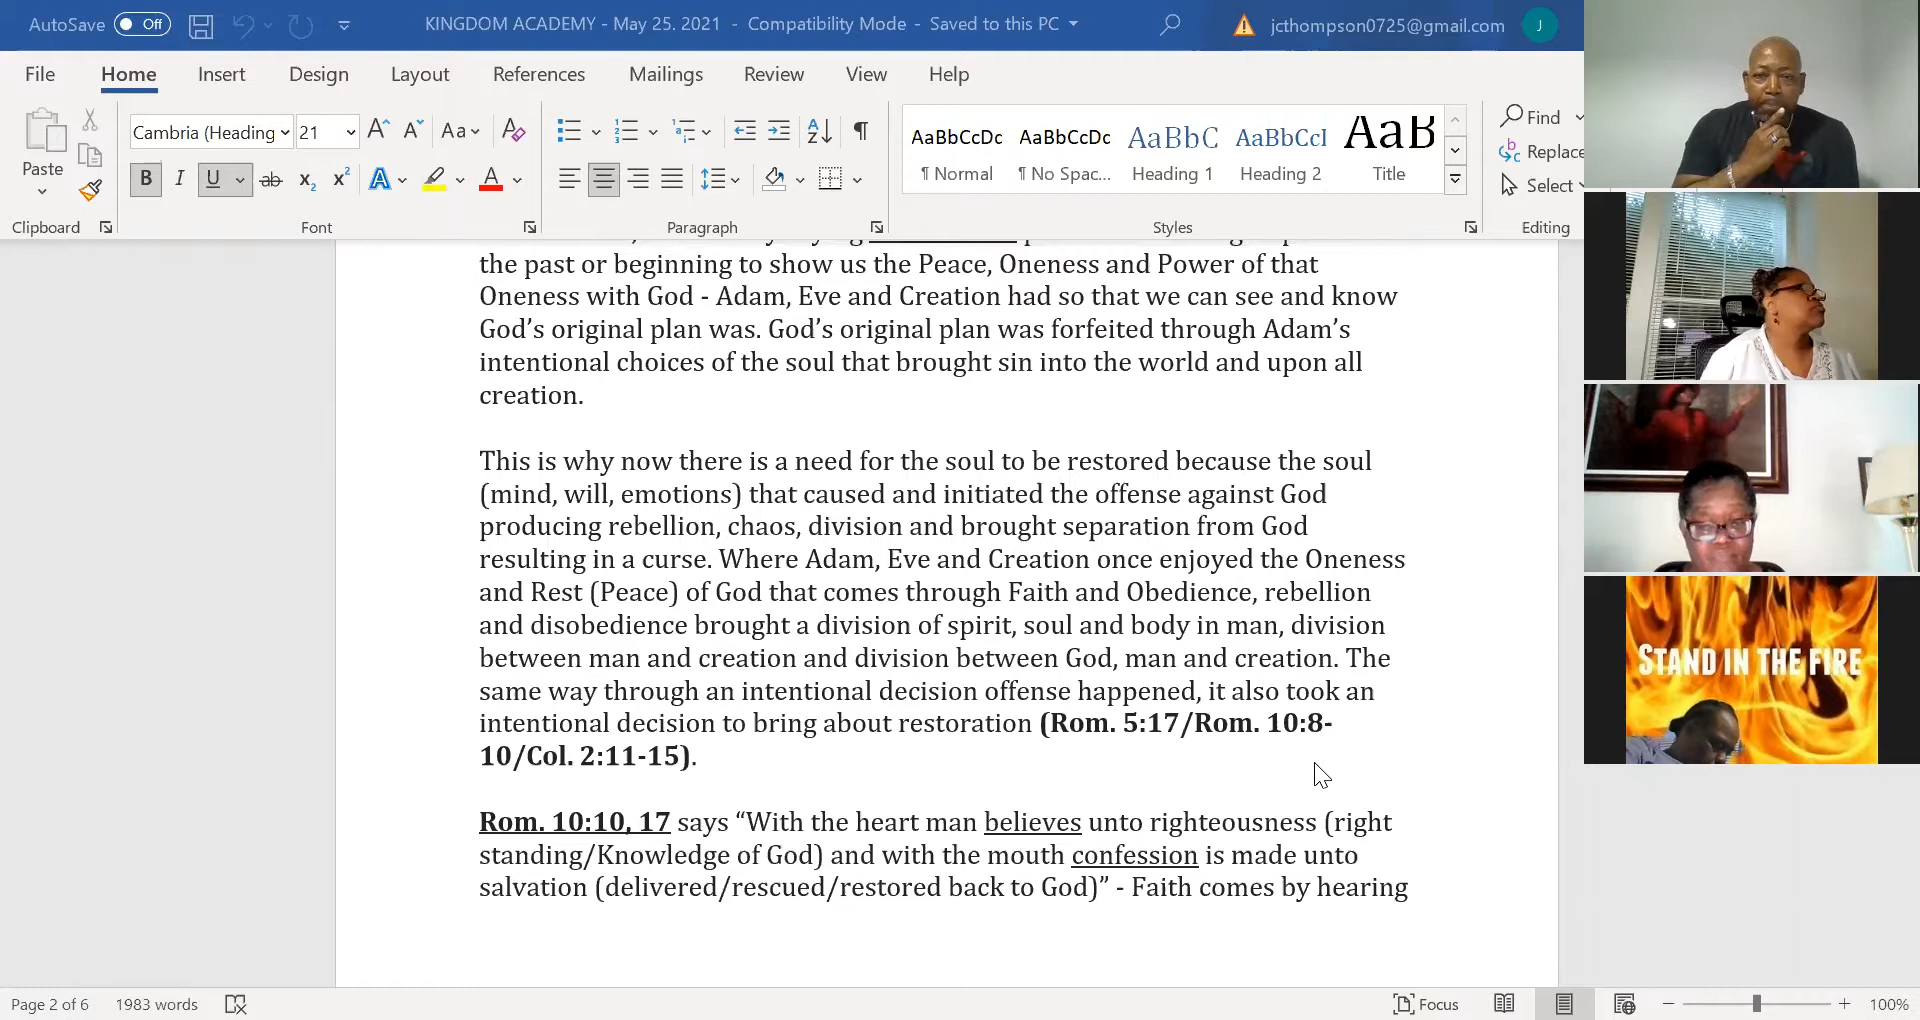 AutoSave Off KINGDOM ACADEMY - May 25. 2021 - Compatibility Mode - Saved to this PC jcthompson0725@gmail.com J
File Home Insert Design Layout References Mailings Review View Help
Cambria (Heading 21 Aa AaBbCcDc AaBbCcDc AaBbC AaBbCcI AaB Find
Paste ¶ Normal ¶ No Spac... Heading 1 Heading 2 Title Replace
Select
Clipboard Font Paragraph Styles Editing
the past or beginning to show us the Peace, Oneness and Power of that
Oneness with God - Adam, Eve and Creation had so that we can see and know
God’s original plan was. God’s original plan was forfeited through Adam’s
intentional choices of the soul that brought sin into the world and upon all
creation.
This is why now there is a need for the soul to be restored because the soul
(mind, will, emotions) that caused and initiated the offense against God
producing rebellion, chaos, division and brought separation from God
resulting in a curse. Where Adam, Eve and Creation once enjoyed the Oneness
and Rest (Peace) of God that comes through Faith and Obedience, rebellion
and disobedience brought a division of spirit, soul and body in man, division
between man and creation and division between God, man and creation. The
same way through an intentional decision offense happened, it also took an
intentional decision to bring about restoration (Rom. 5:17/Rom. 10:8-
10/Col. 2:11-15).
Rom. 10:10, 17 says “With the heart man believes unto righteousness (right
standing/Knowledge of God) and with the mouth confession is made unto
salvation (delivered/rescued/restored back to God)” - Faith comes by hearing
STAND IN THE FIRE
Page 2 of 6 1983 words Focus 100%